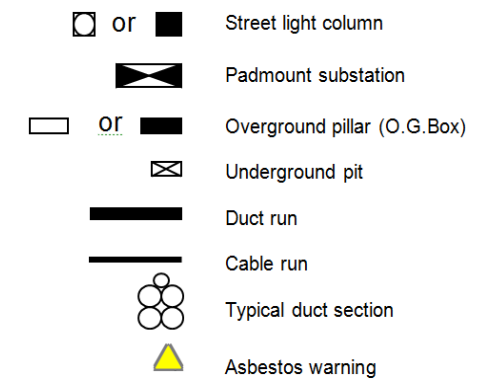 or Street light column
Padmount substation
or Overground pillar (O.G.Box)
Underground pit
Duct run
Cable run
Typical duct section
Asbestos warning